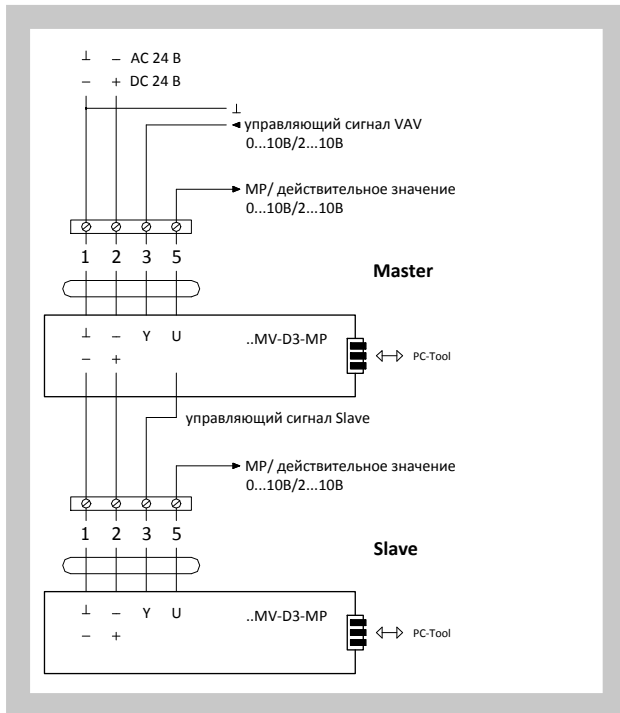 ⊥ – AC 24 В
– + DC 24 В
⊥
управляющий сигнал VAV
0...10В/2...10В
МР/ действительное значение
0...10В/2...10В
1 2 3 5
Master
⊥ – Y U ..MV-D3-MP
– +
PC-Tool
управляющий сигнал Slave
МР/ действительное значение
0...10В/2...10В
1 2 3 5
Slave
⊥ – Y U ..MV-D3-MP
– +
PC-Tool